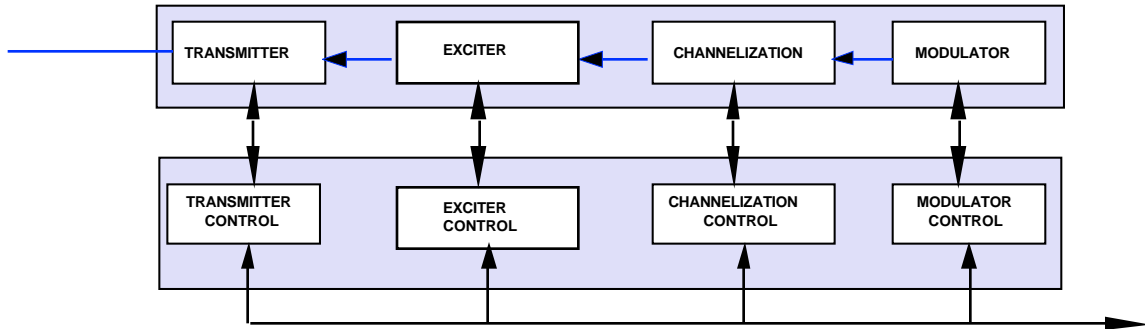 TRANSMITTER
EXCITER
CHANNELIZATION
MODULATOR
TRANSMITTER
CONTROL
EXCITER
CONTROL
CHANNELIZATION
CONTROL
MODULATOR
CONTROL